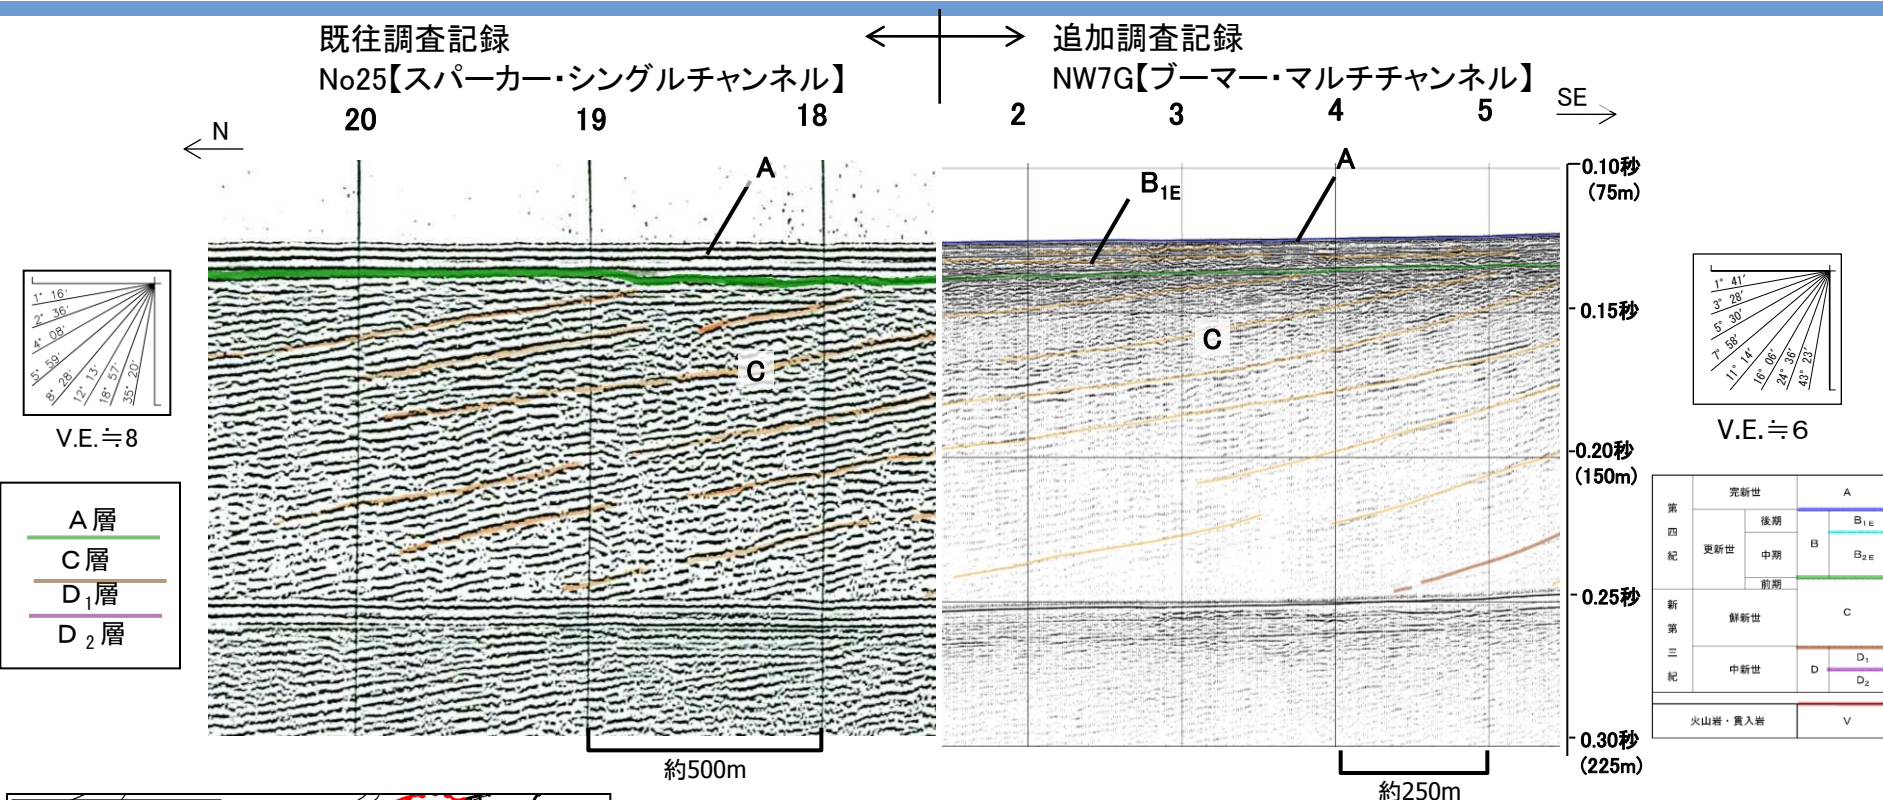 既往調査記録
No25【スパーカー・シングルチャンネル】
追加調査記録
NW7G【ブーマー・マルチチャンネル】
N
20
19
18
2
3
4
5
SE
A
C
B1E
A
C
0.10秒
(75m)
0.15秒
0.20秒
(150m)
0.25秒
0.30秒
(225m)
1° 16′
2° 36′
4° 08′
5° 59′
8° 28′
12° 13′
18° 57′
35° 20′
V.E.≒8
A層
C層
D1層
D2層
1° 41′
3° 28′
5° 30′
7° 58′
11° 14′
16° 06′
24° 36′
43° 23′
V.E.≒6
第四紀
完新世
A
更新世
後期
中期
前期
B
B1E
B2E
新第三紀
鮮新世
C
中新世
D
D1
D2
火山岩・貫入岩
V
約500m
約250m